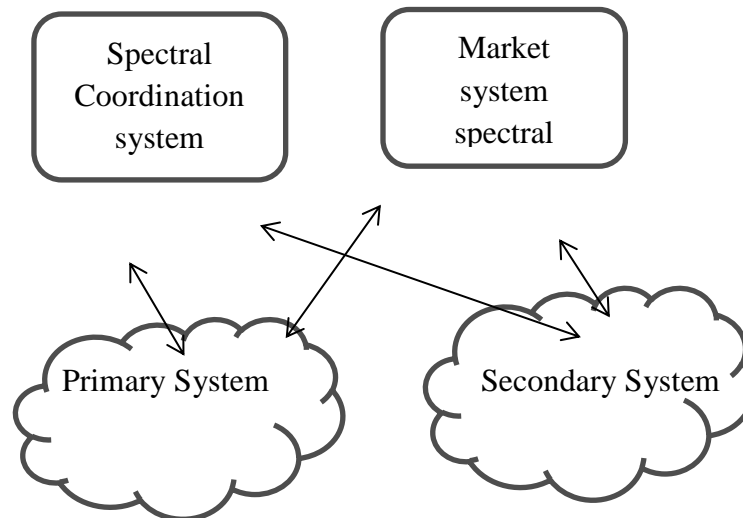 Spectral
Coordination
system
Market
system
spectral
Primary System
Secondary System